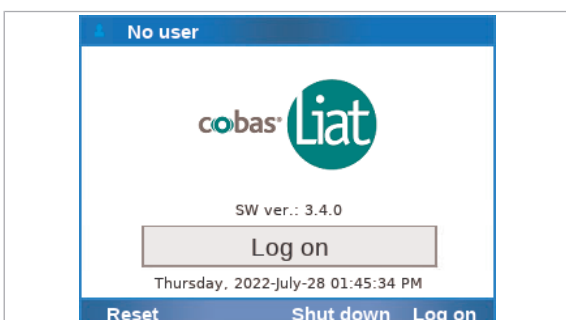 No user
cobas® Liat
SW ver.: 3.4.0
Log on
Thursday, 2022-July-28 01:45:34 PM
Reset Shut down Log on